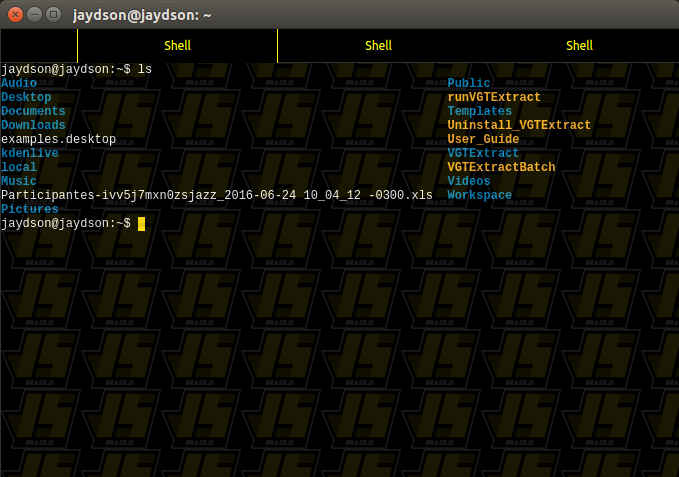 jaydson@jaydson: ~
Shell Shell Shell
jaydson@jaydson:~$ ls
Audio Public
Desktop runVGTExtract
Documents Templates
Downloads Uninstall_VGTExtract
examples.desktop User_Guide
kdenlive VGTExtract
local VGTExtractBatch
Music Videos
Participantes-ivv5j7mxn0zsjazz_2016-06-24 10_04_12 -0300.xls Workspace
Pictures
jaydson@jaydson:~$